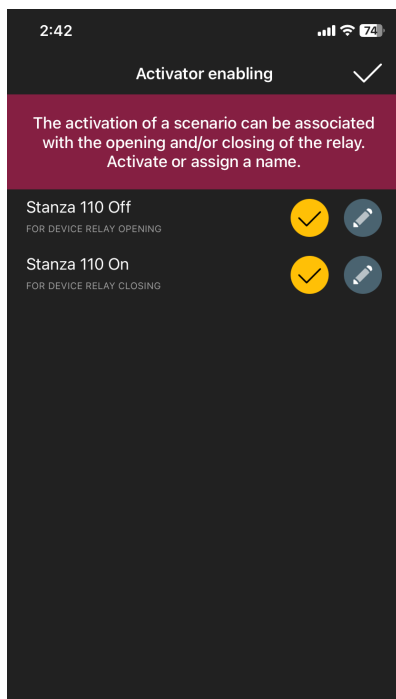 2:42
74
Activator enabling
The activation of a scenario can be associated
with the opening and/or closing of the relay.
Activate or assign a name.
Stanza 110 Off
FOR DEVICE RELAY OPENING
Stanza 110 On
FOR DEVICE RELAY CLOSING